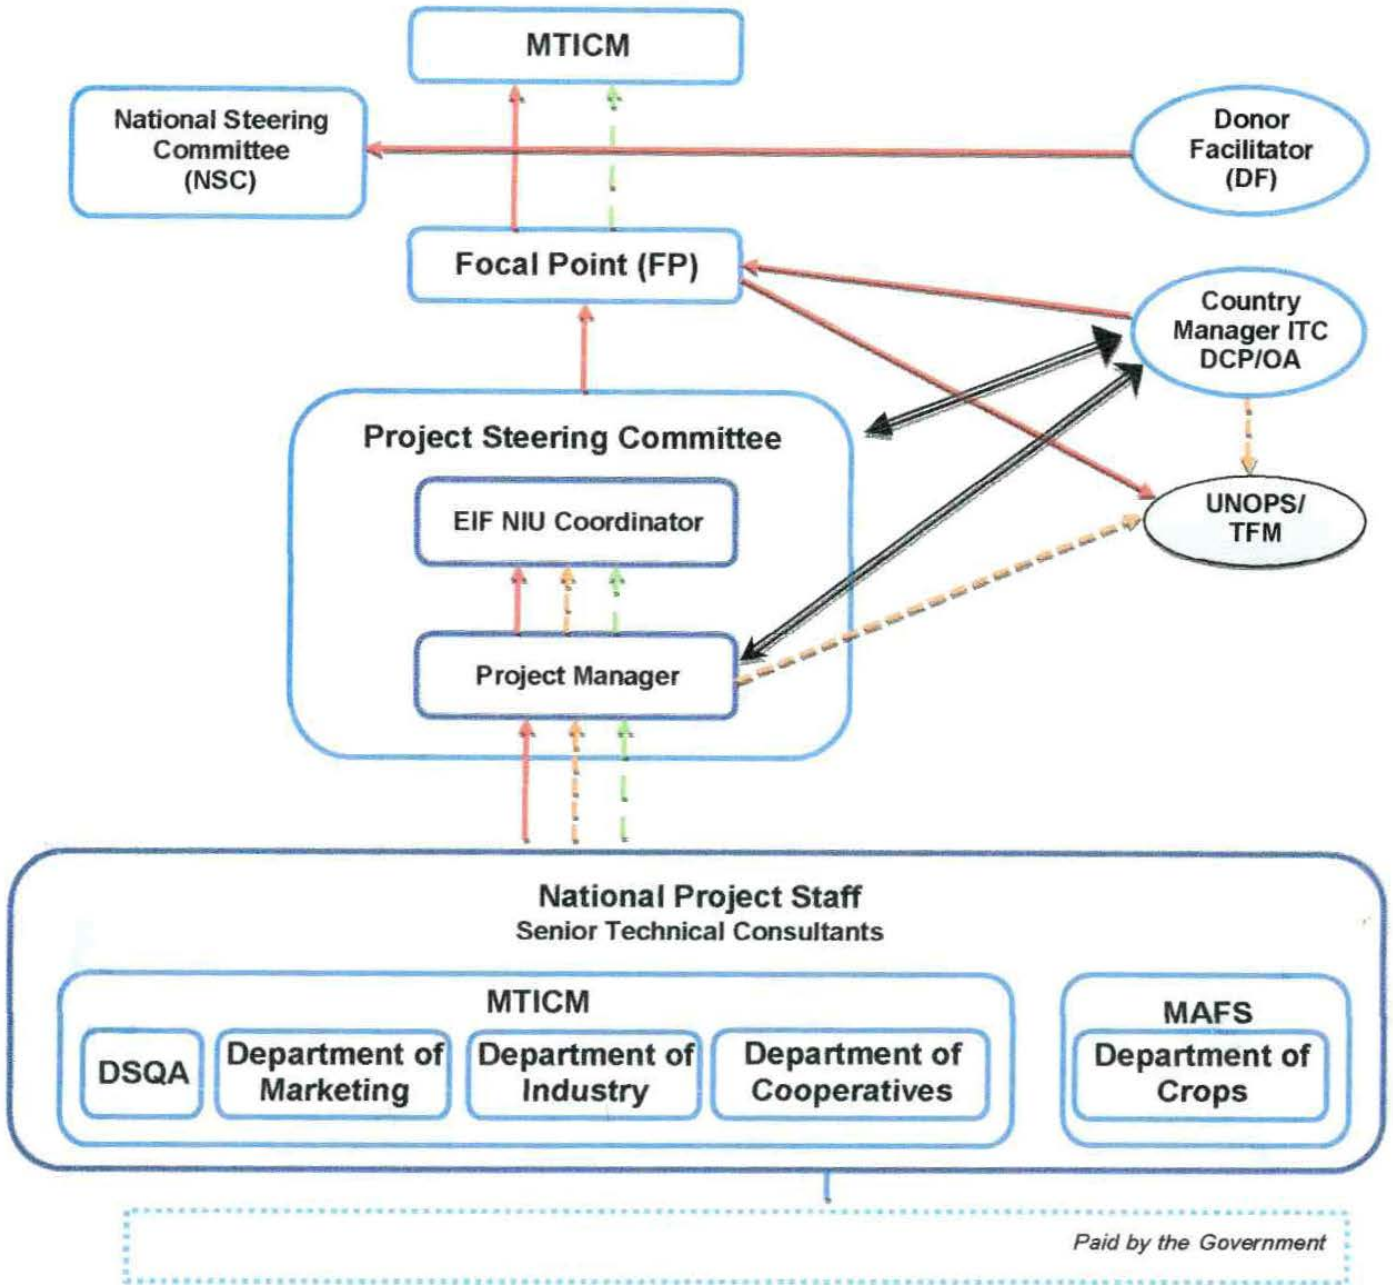 MTICM
National Steering
Committee
(NSC)
Donor
Facilitator
(DF)
Focal Point (FP)
Country
Manager ITC
DCP/OA
Project Steering Committee
EIF NIU Coordinator
UNOPS/
TFM
Project Manager
National Project Staff
Senior Technical Consultants
MTICM
DSQA
Department of
Marketing
Department of
Industry
Department of
Cooperatives
MAFS
Department of
Crops
Paid by the Government